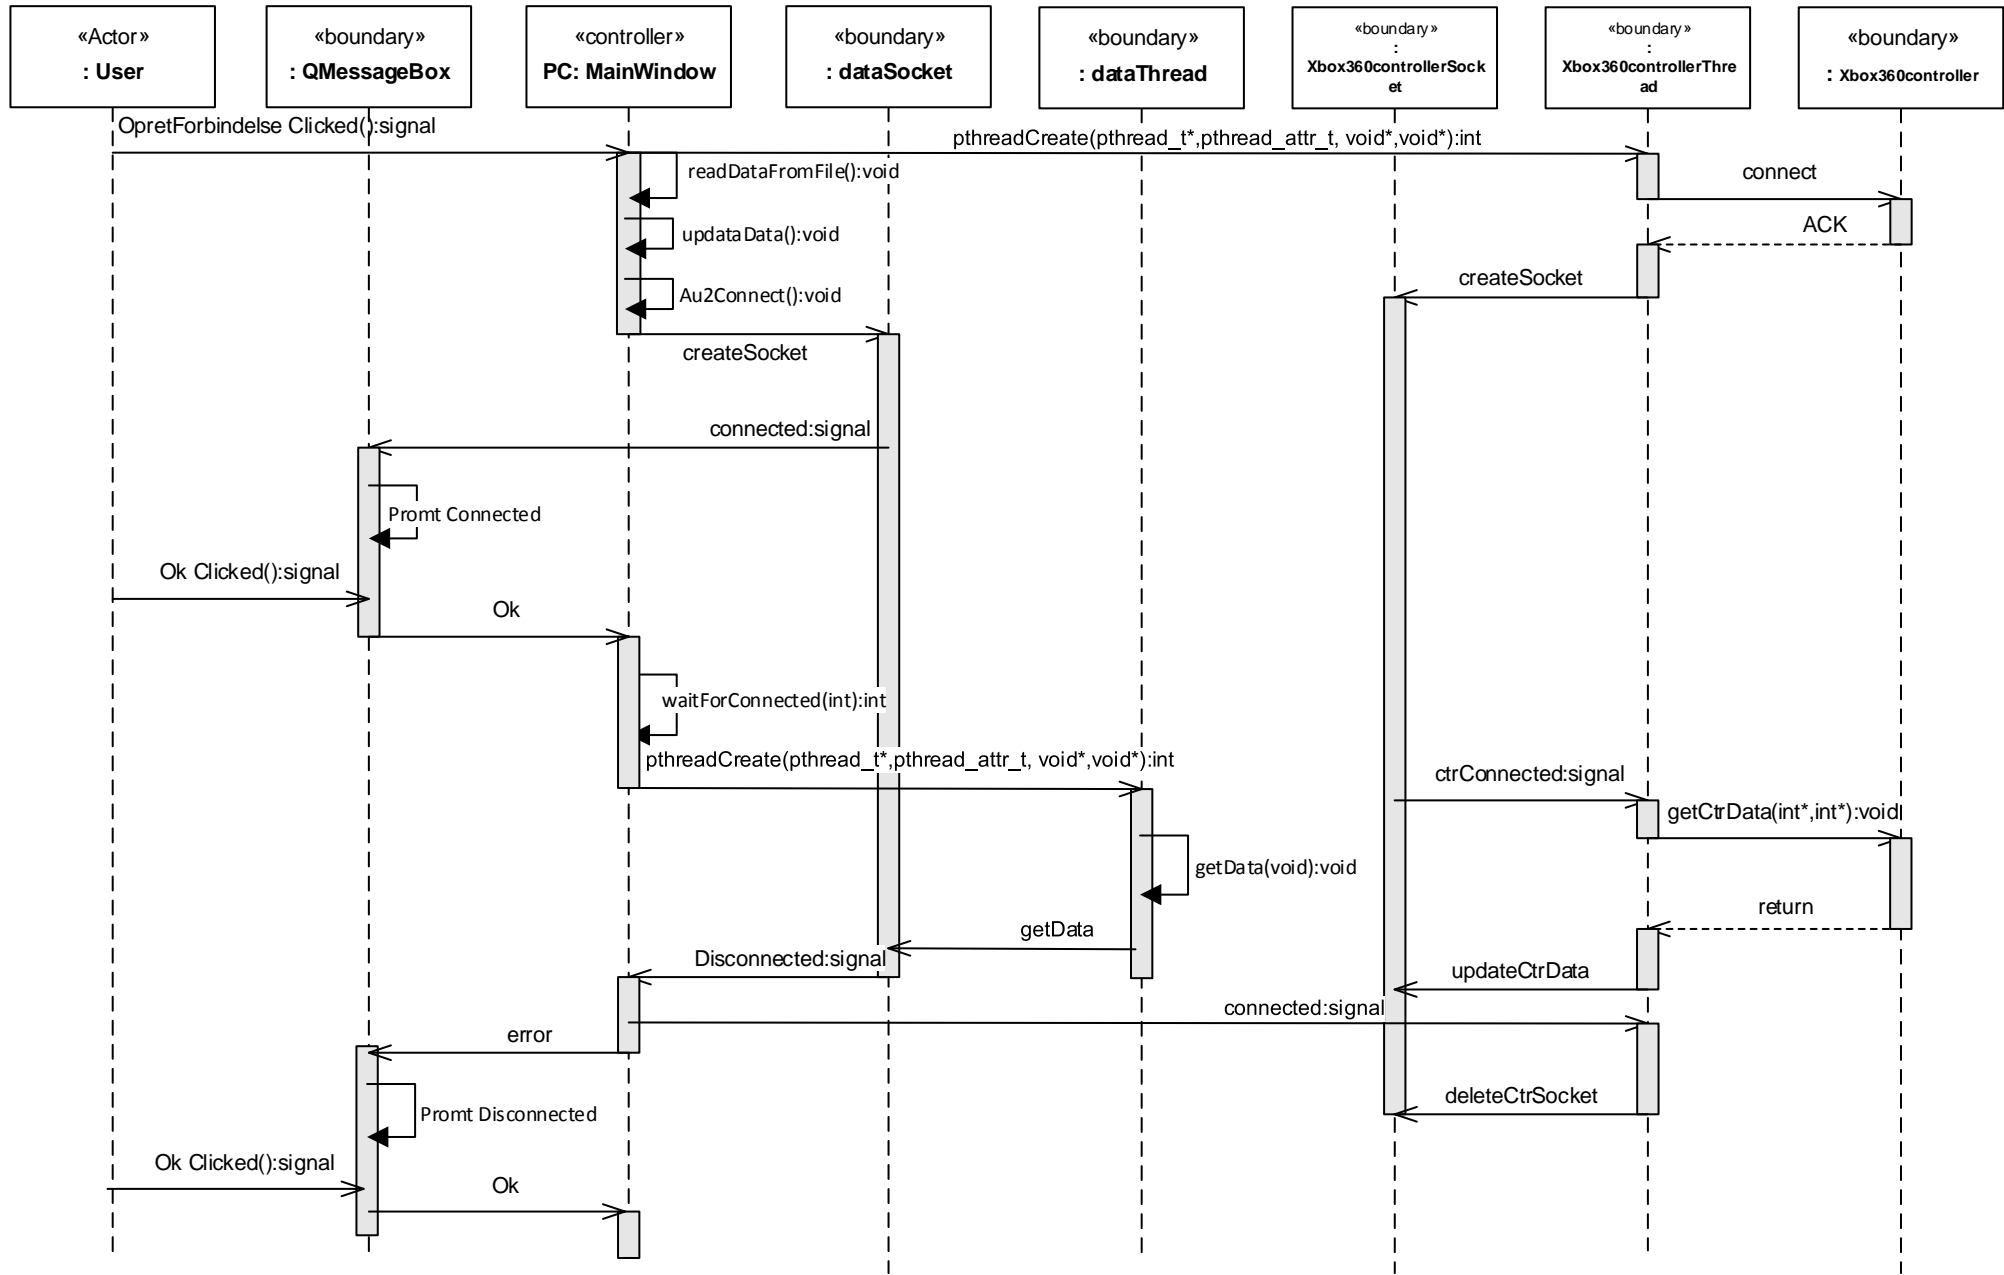 «Actor»
: User
«boundary»
: QMessageBox
«controller»
PC: MainWindow
«boundary»
: dataSocket
«boundary»
: dataThread
«boundary»
:
Xbox360controllerSock
et
«boundary»
:
Xbox360controllerThre
ad
«boundary»
: Xbox360controller
OpretForbindelse Clicked():signal
pthreadCreate(pthread_t*,pthread_attr_t, void*,void*):int
readDataFromFile():void
connect
updataData():void
ACK
Au2Connect():void
createSocket
createSocket
connected:signal
Promt Connected
Ok Clicked():signal
Ok
waitForConnected(int):int
pthreadCreate(pthread_t*,pthread_attr_t, void*,void*):int
ctrConnected:signal
getCtrData(int*,int*):void
getData(void):void
return
getData
Disconnected:signal
updateCtrData
connected:signal
error
deleteCtrSocket
Promt Disconnected
Ok Clicked():signal
Ok